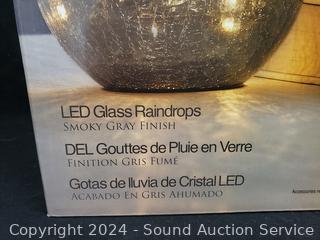 LED Glass Raindrops
SMOKY GRAY FINISH
DEL Gouttes de Pluie en Verre
FINITION GRIS FUMÉ
Gotas de lluvia de Cristal LED
ACABADO EN GRIS AHUMADO
Accessories
Copyright 2024 - Sound Auction Service